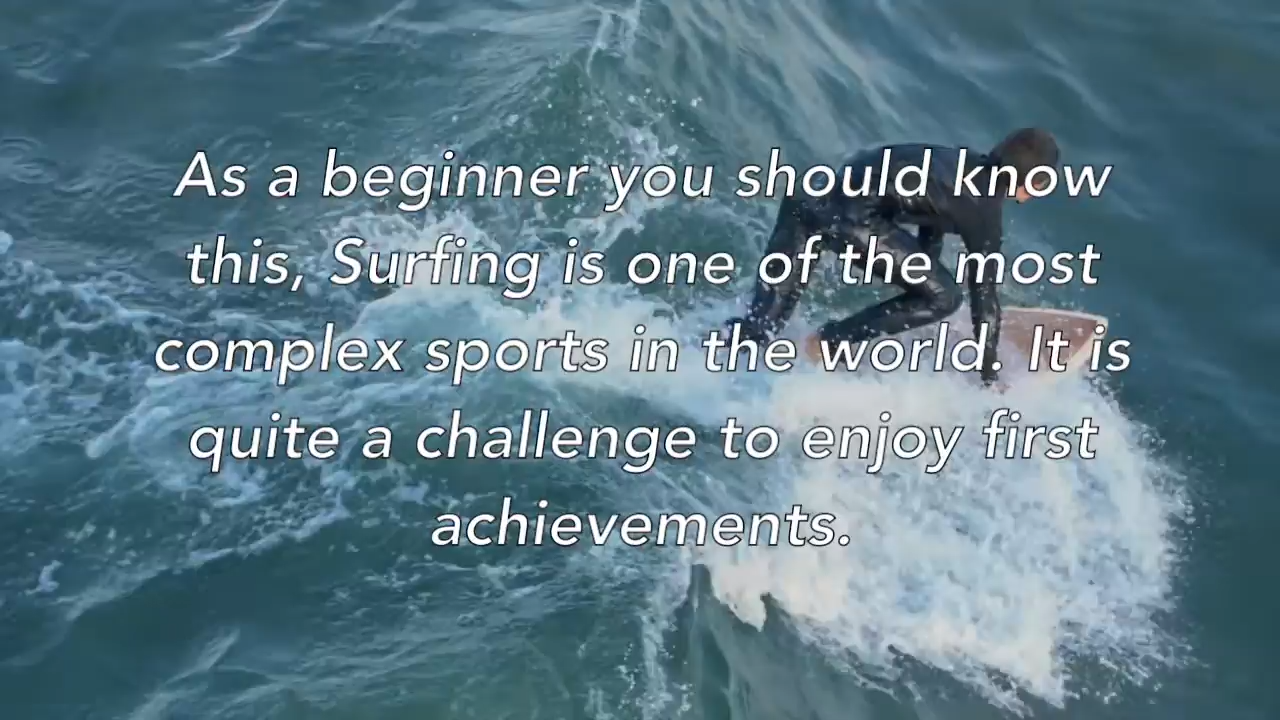 As a beginner you should know
this, Surfing is one of the most
complex sports in the world. It is
quite a challenge to enjoy first
achievements.